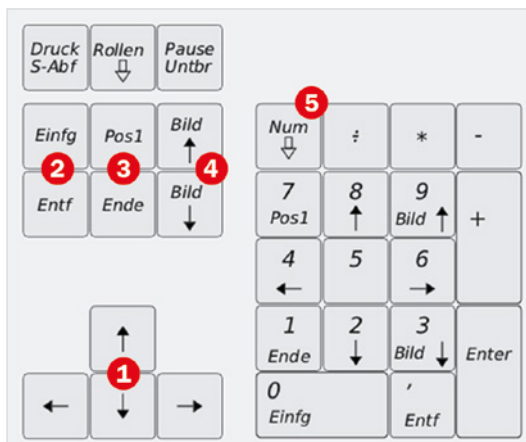 Druck
S-Abf
Rollen
Pause
Untbr
Einfg
Pos1
Bild
2
3
4
Entf
Ende
Bild
1
5
Num
÷
*
-
7
Pos1
8
9
Bild
+
4
5
6
1
Ende
2
3
Bild
Enter
0
Einfg
,
Entf